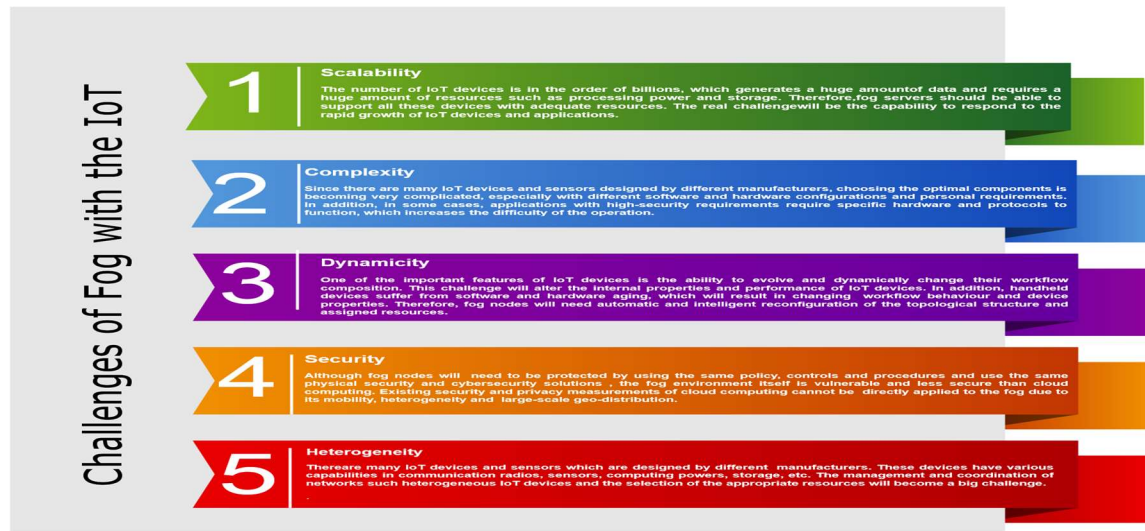 Challenges of Fog with the IoT
1
Scalability
The number of IoT devices is in the order of billions, which generates a huge amountof data and requires a
huge amount of resources such as processing power and storage. Therefore,fog servers should be able to
support all these devices with adequate resources. The real challengewill be the capability to respond to the
rapid growth of IoT devices and applications.
2
Complexity
Since there are many IoT devices and sensors designed by different manufacturers, choosing the optimal components is
becoming very complicated, especially with different software and hardware configurations and personal requirements.
In addition, in some cases, applications with high-security requirements require specific hardware and protocols to
function, which increases the difficulty of the operation.
3
Dynamicity
One of the important features of IoT devices is the ability to evolve and dynamically change their workflow
composition. This challenge will alter the internal properties and performance of IoT devices. In addition, handheld
devices suffer from software and hardware aging, which will result in changing workflow behaviour and device
properties. Therefore, fog nodes will need automatic and intelligent reconfiguration of the topological structure and
assigned resources.
4
Security
Although fog nodes will need to be protected by using the same policy, controls and procedures and use the same
physical security and cybersecurity solutions , the fog environment itself is vulnerable and less secure than cloud
computing. Existing security and privacy measurements of cloud computing cannot be directly applied to the fog due to
its mobility, heterogeneity and large-scale geo-distribution.
5
Heterogeneity
Thereare many IoT devices and sensors which are designed by different manufacturers. These devices have various
capabilities in communication radios, sensors, computing powers, storage, etc. The management and coordination of
networks such heterogeneous IoT devices and the selection of the appropriate resources will become a big challenge.
.